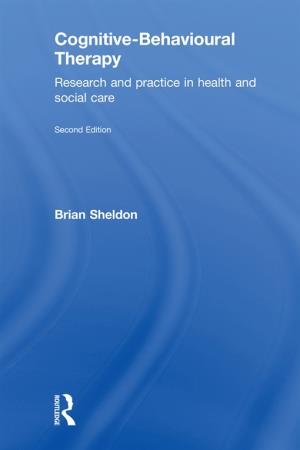 Cognitive-Behavioural
Therapy
Research and practice in health and
social care
Second Edition
Brian Sheldon
ROUTLEDGE